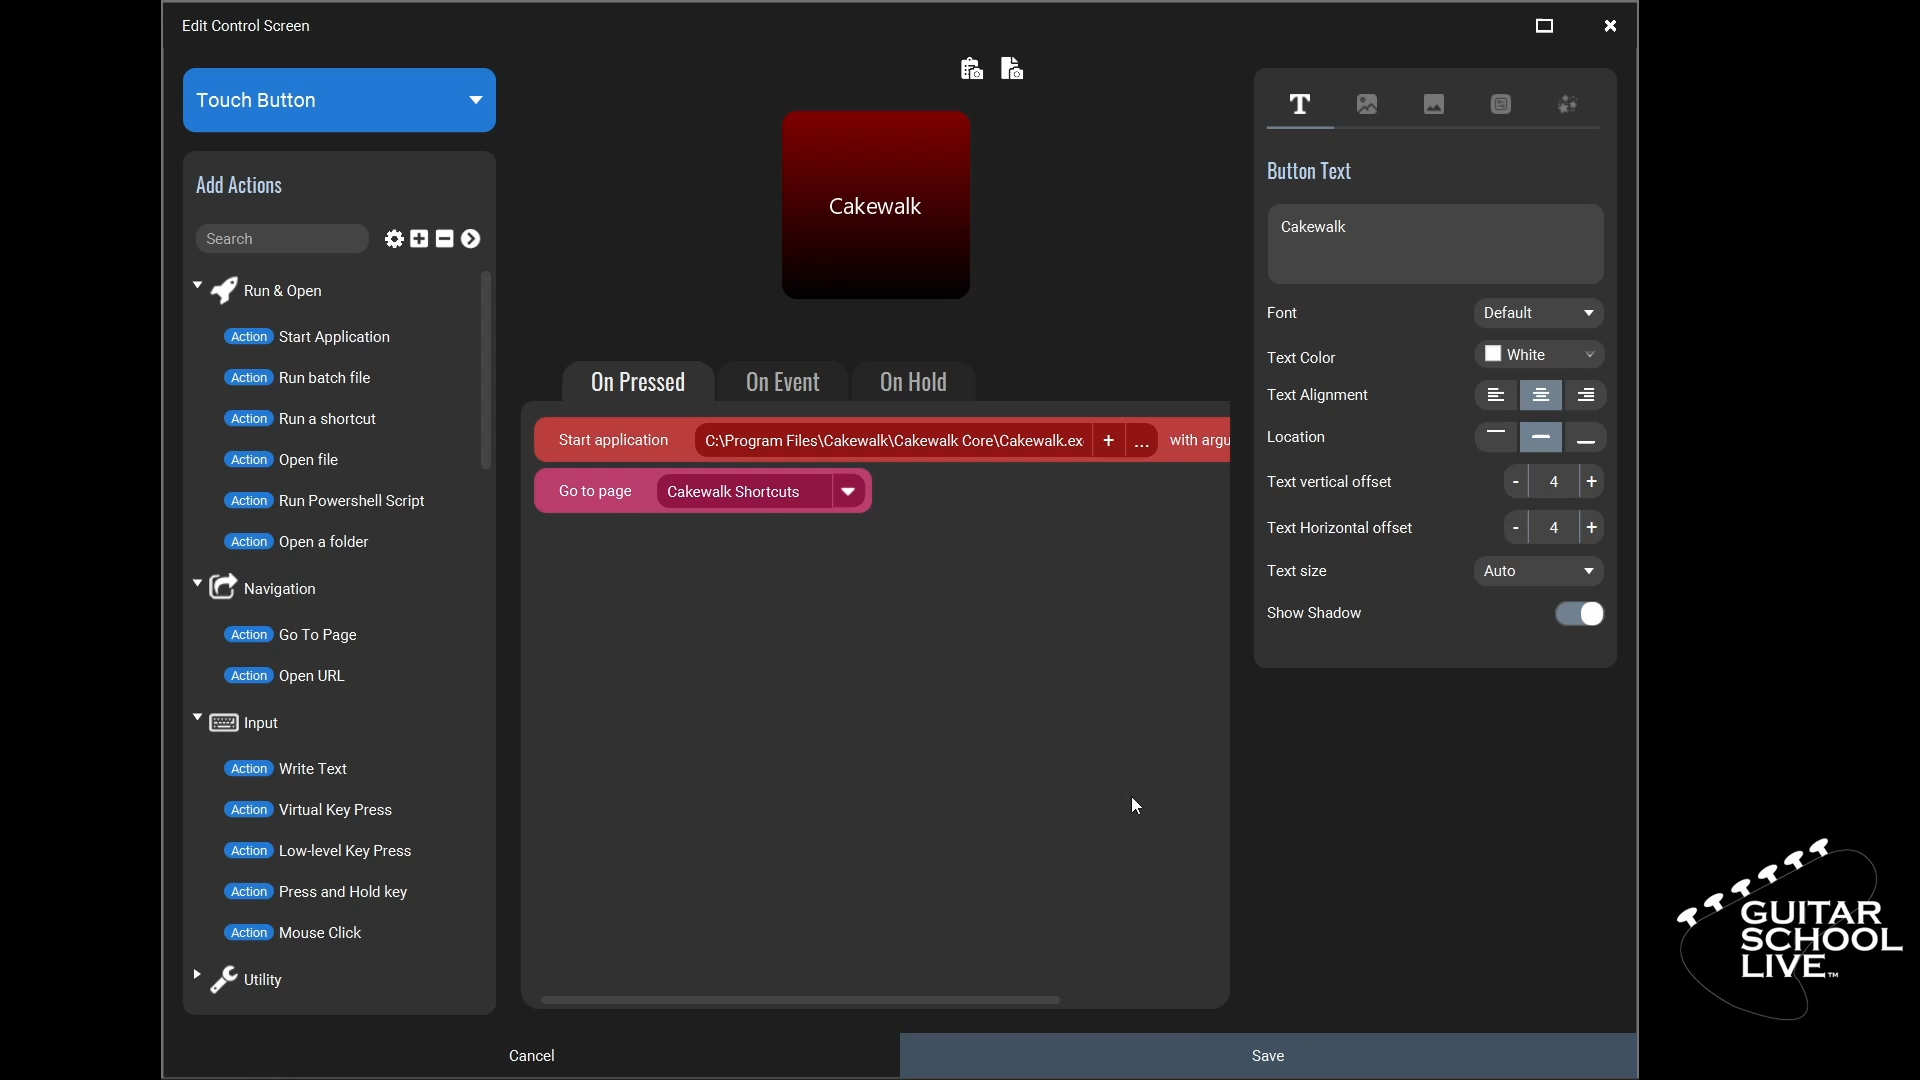 Edit Control Screen
Touch Button
Add Actions
Search
Run & Open
Action Start Application
Action Run batch file
Action Run a shortcut
Action Open file
Action Run Powershell Script
Action Open a folder
Navigation
Action Go To Page
Action Open URL
Input
Action Write Text
Action Virtual Key Press
Action Low-level Key Press
Action Press and Hold key
Action Mouse Click
Utility
Cakewalk
On Pressed On Event On Hold
Start application C:\Program Files\Cakewalk\Cakewalk Core\Cakewalk.ex + ... with argu
Go to page Cakewalk Shortcuts
T
Button Text
Cakewalk
Font Default
Text Color White
Text Alignment
Location
Text vertical offset - 4 +
Text Horizontal offset - 4 +
Text size Auto
Show Shadow
Cancel Save
GUITAR
SCHOOL
LIVE™